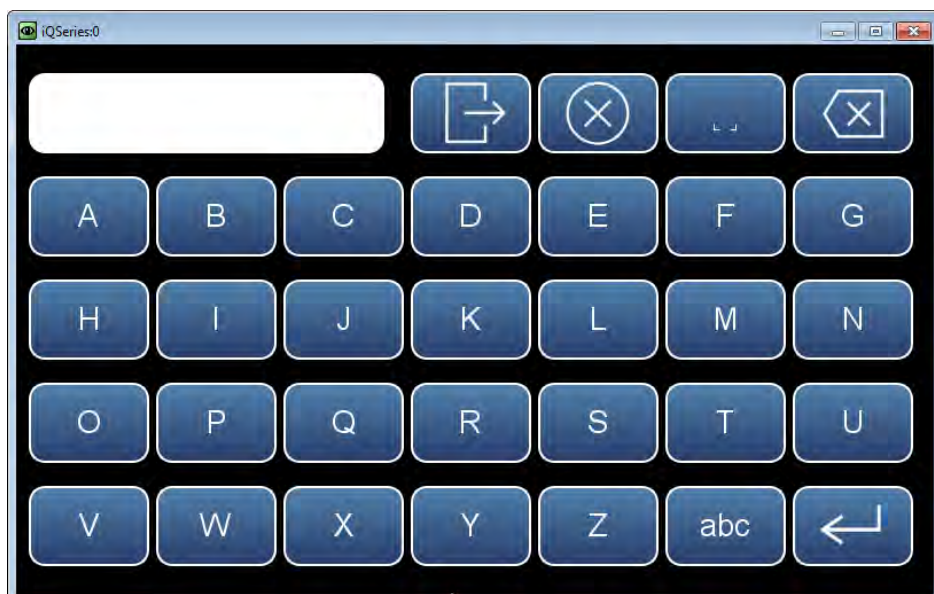 iQSeries:0
A B C D E F G
H I J K L M N
O P Q R S T U
V W X Y Z abc